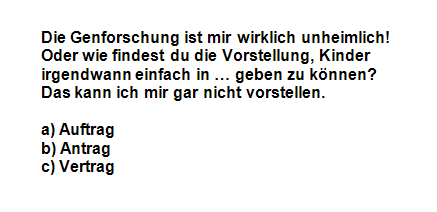 Die Genforschung ist mir wirklich unheimlich!
Oder wie findest du die Vorstellung, Kinder
irgendwann einfach in … geben zu können?
Das kann ich mir gar nicht vorstellen.

a) Auftrag
b) Antrag
c) Vertrag